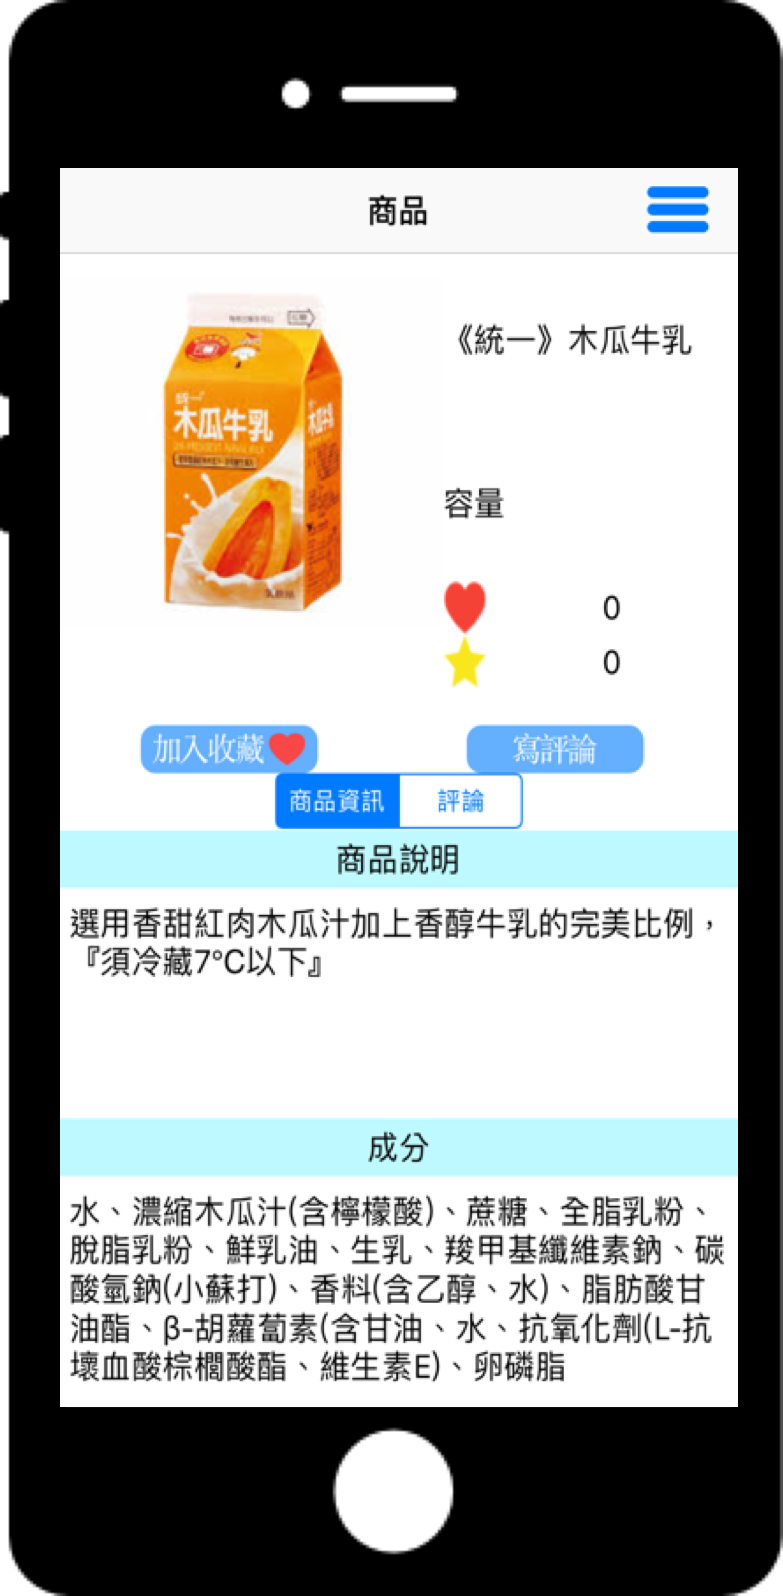 商品
《統一》木瓜牛乳
統一
木瓜牛乳
木瓜牛乳
容量
0
0
加入收藏
寫評論
商品資訊
評論
商品說明
選用香甜紅肉木瓜汁加上香醇牛乳的完美比例，
『須冷藏7°C以下』
成分
水、濃縮木瓜汁(含檸檬酸)、蔗糖、全脂乳粉、
脫脂乳粉、鮮乳油、生乳、羧甲基纖維素鈉、碳
酸氫鈉(小蘇打)、香料(含乙醇、水)、脂肪酸甘
油酯、β-胡蘿蔔素(含甘油、水、抗氧化劑(L-抗
壞血酸棕櫚酸酯、維生素E)、卵磷脂